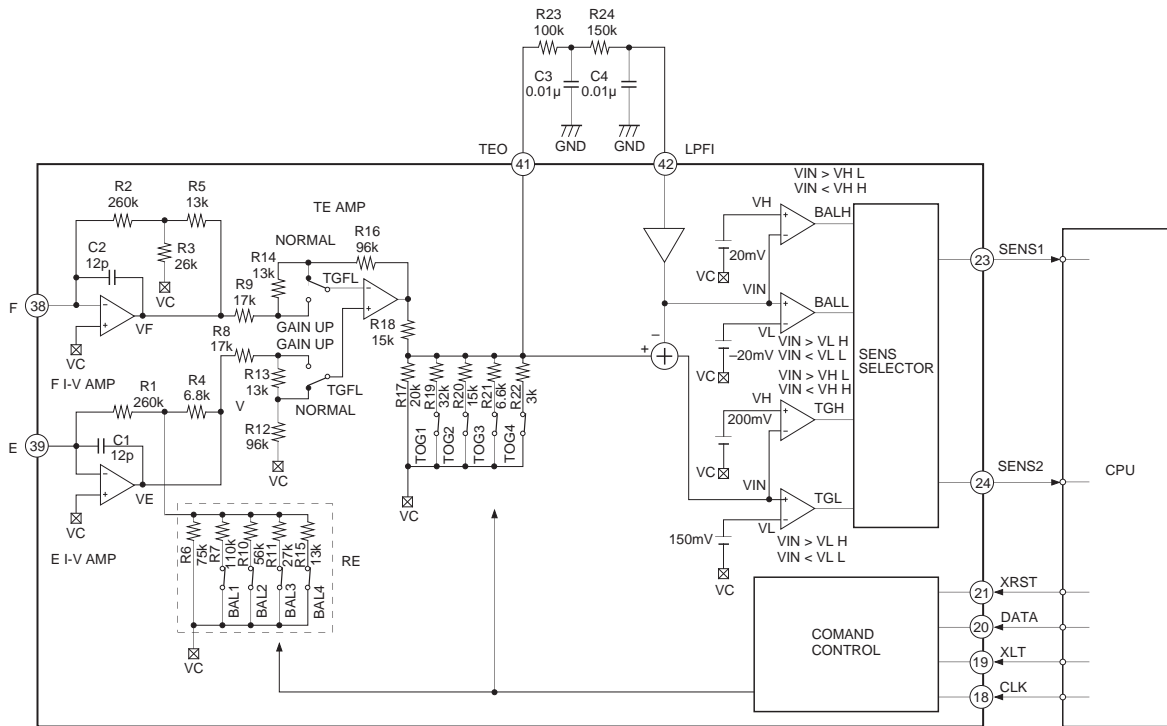 R23
100k
R24
150k
C3
0.01μ
C4
0.01μ
GND
GND
TEO
41
42
LPFI
R2
260k
R5
13k
C2
12p
R3
26k
VC
F
38
VC
VF
F I-V AMP
TE AMP
NORMAL
R16
96k
R14
13k
TGFL
R9
17k
GAIN UP
GAIN UP
R8
17k
R13
13k
TGFL
NORMAL
V
R12
96k
VC
R18
15k
R1
260k
R4
6.8k
E
39
C1
12p
VC
VE
E I-V AMP
R17
20k
R19
32k
R20
15k
R21
6.6k
R22
3k
TOG1
TOG2
TOG3
TOG4
VC
R6
75k
R7
110k
R10
56k
R11
27k
R15
13k
BAL1
BAL2
BAL3
BAL4
RE
VC
VIN > VH L
VIN < VH H
VH
BALH
20mV
VC
VIN
BALL
VL
–20mV
VC
VIN > VL H
VIN < VL L
VIN > VH L
VIN < VH H
VH
TGH
200mV
VC
VIN
TGL
VL
150mV
VC
VIN > VL H
VIN < VL L
SENS
SELECTOR
23
SENS1
24
SENS2
CPU
COMAND
CONTROL
21
XRST
20
DATA
19
XLT
18
CLK